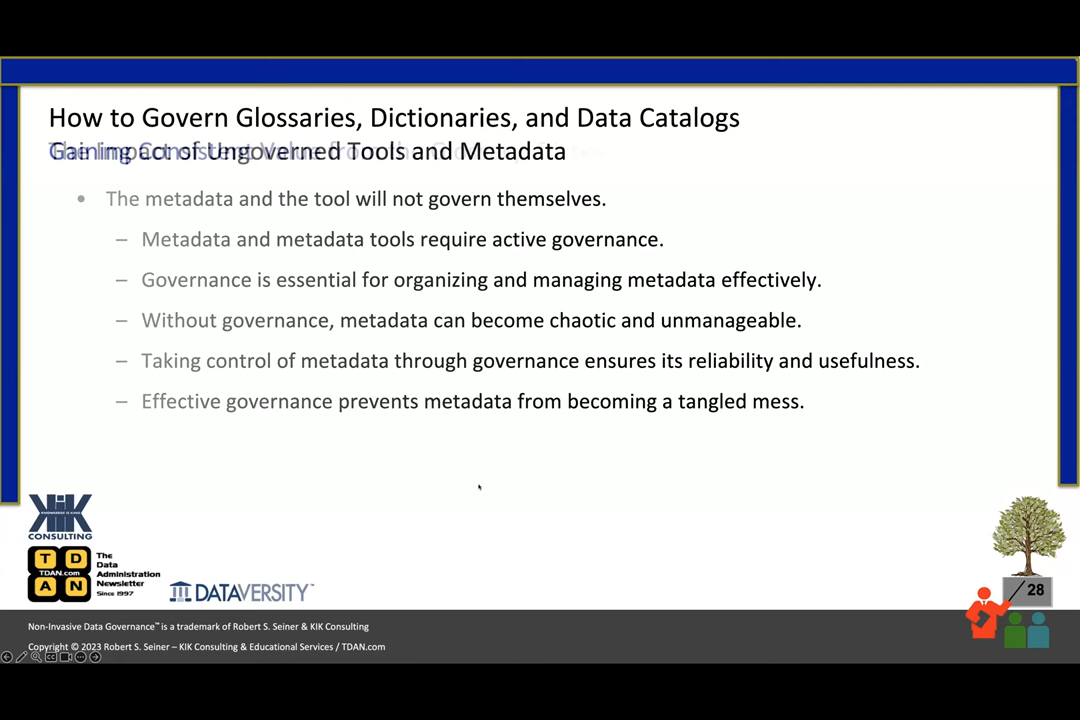 How to Govern Glossaries, Dictionaries, and Data Catalogs
Impact of Ungoverned Tools and Metadata
• The metadata and the tool will not govern themselves.
– Metadata and metadata tools require active governance.
– Governance is essential for organizing and managing metadata effectively.
– Without governance, metadata can become chaotic and unmanageable.
– Taking control of metadata through governance ensures its reliability and usefulness.
– Effective governance prevents metadata from becoming a tangled mess.
KIK
CONSULTING
T D
TDAN.com
A N
The
Data
Administration
Newsletter
Since 1997
DATAVERSITY™
28
Non-Invasive Data Governance™ is a trademark of Robert S. Seiner & KIK Consulting
Copyright © 2023 Robert S. Seiner – KIK Consulting & Educational Services / TDAN.com